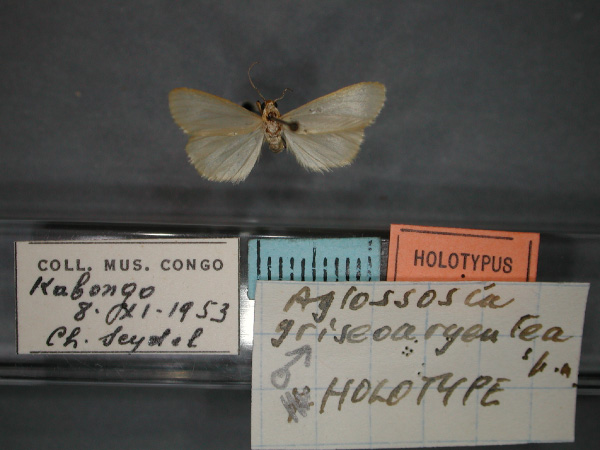 COLL. MUS. CONGO
Kabongo
8-XI-1953
Ch. Seydel
HOLOTYPUS
Aglossosia
griseoargentea
♂
HOLOTYPE